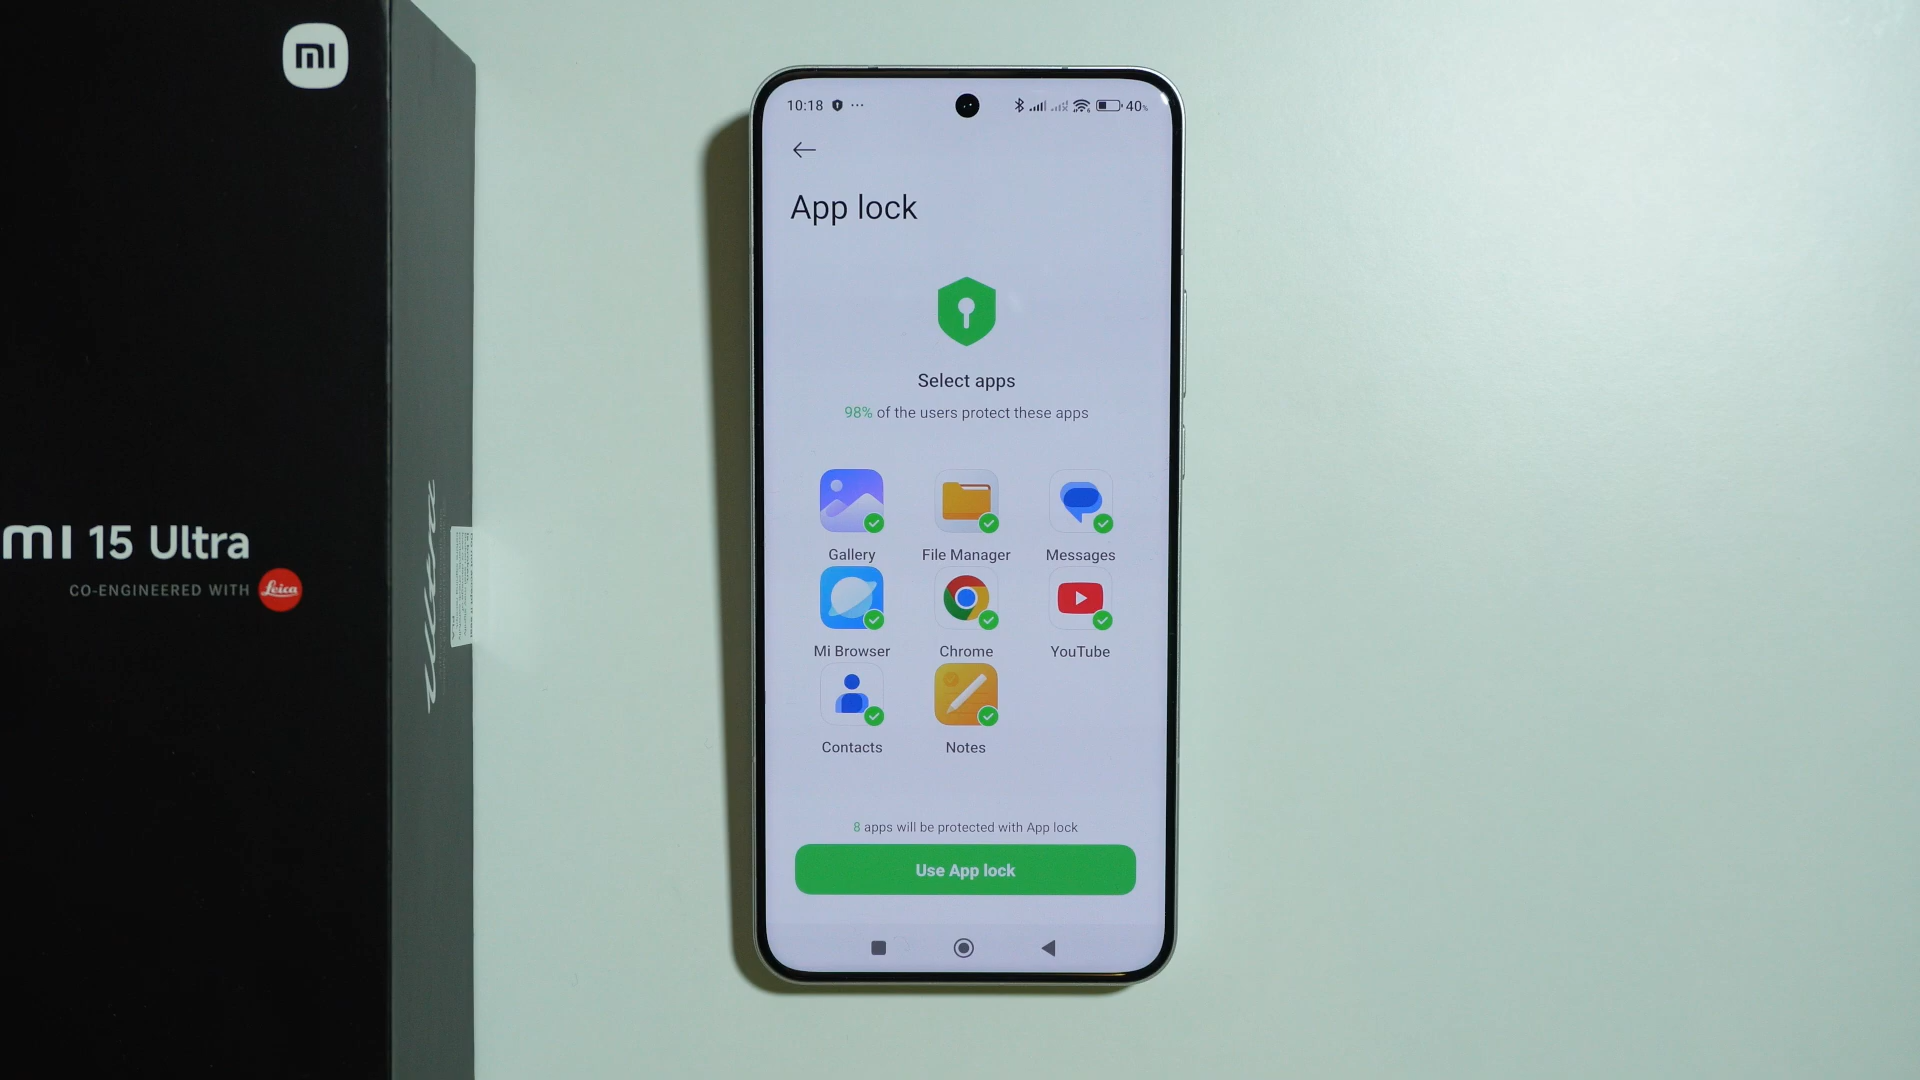 mi
mi 15 Ultra
CO-ENGINEERED WITH Leica
ultra
10:18
40%
App lock
Select apps
98% of the users protect these apps
Gallery File Manager Messages
Mi Browser Chrome YouTube
Contacts Notes
8 apps will be protected with App lock
Use App lock